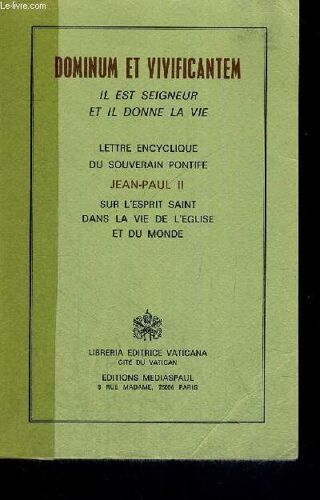 Le-livre.com
DOMINUM ET VIVIFICANTEM
IL EST SEIGNEUR
ET IL DONNE LA VIE
LETTRE ENCYCLIQUE
DU SOUVERAIN PONTIFE
JEAN-PAUL II
SUR L'ESPRIT SAINT
DANS LA VIE DE L'EGLISE
ET DU MONDE
LIBRERIA EDITRICE VATICANA
CITÉ DU VATICAN
EDITIONS MEDIASPAUL
8 RUE MADAME, 75006 PARIS